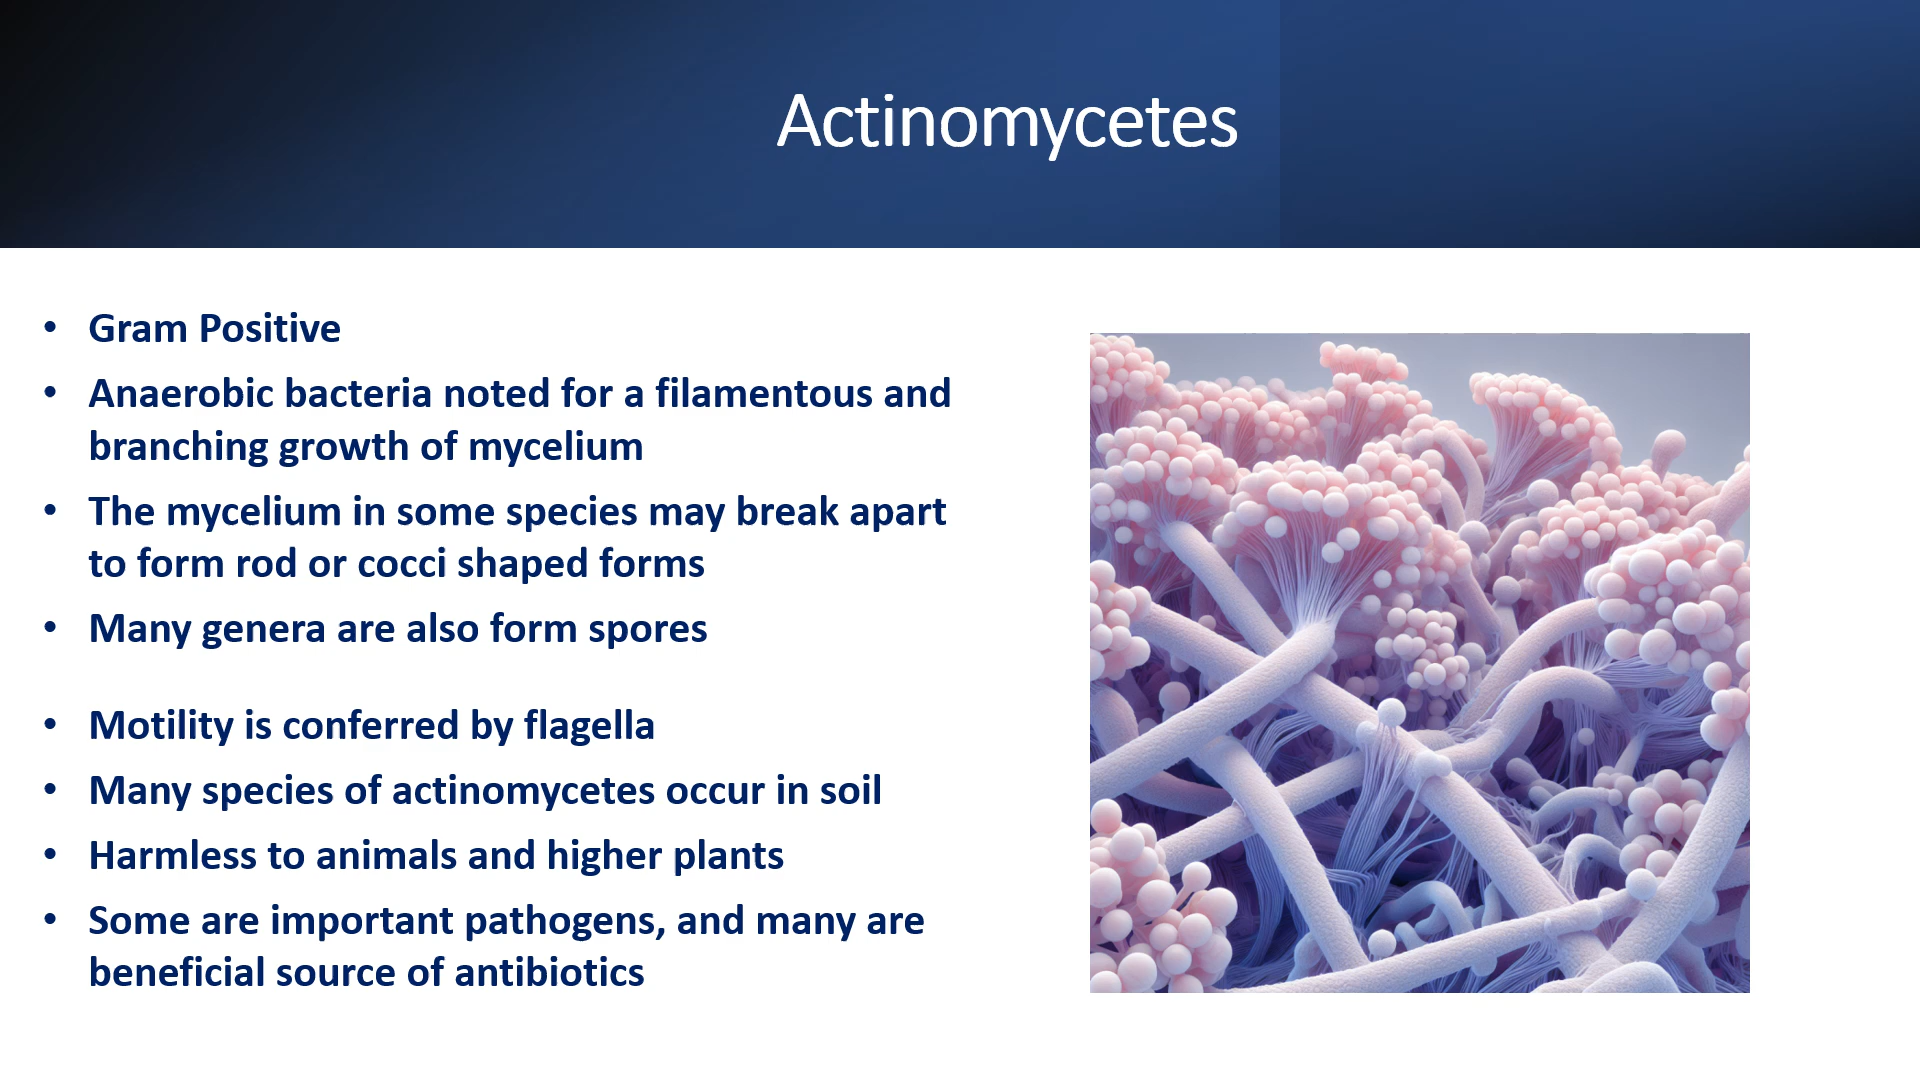 Actinomycetes
• Gram Positive
• Anaerobic bacteria noted for a filamentous and
branching growth of mycelium
• The mycelium in some species may break apart
to form rod or cocci shaped forms
• Many genera are also form spores
• Motility is conferred by flagella
• Many species of actinomycetes occur in soil
• Harmless to animals and higher plants
• Some are important pathogens, and many are
beneficial source of antibiotics